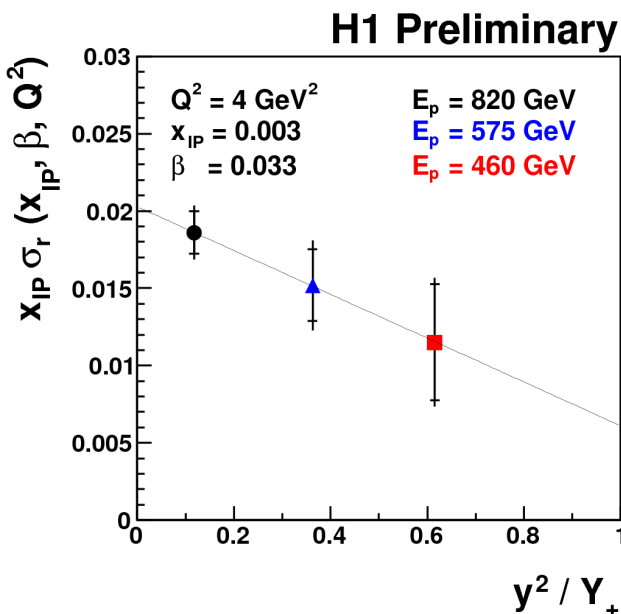 H1 Preliminary
x_IP σ_r (x_IP, β, Q²)
0.03
0.025
0.02
0.015
0.01
0.005
0
Q² = 4 GeV²
x_IP = 0.003
β = 0.033
E_p = 820 GeV
E_p = 575 GeV
E_p = 460 GeV
0 0.2 0.4 0.6 0.8 1
y² / Y₊